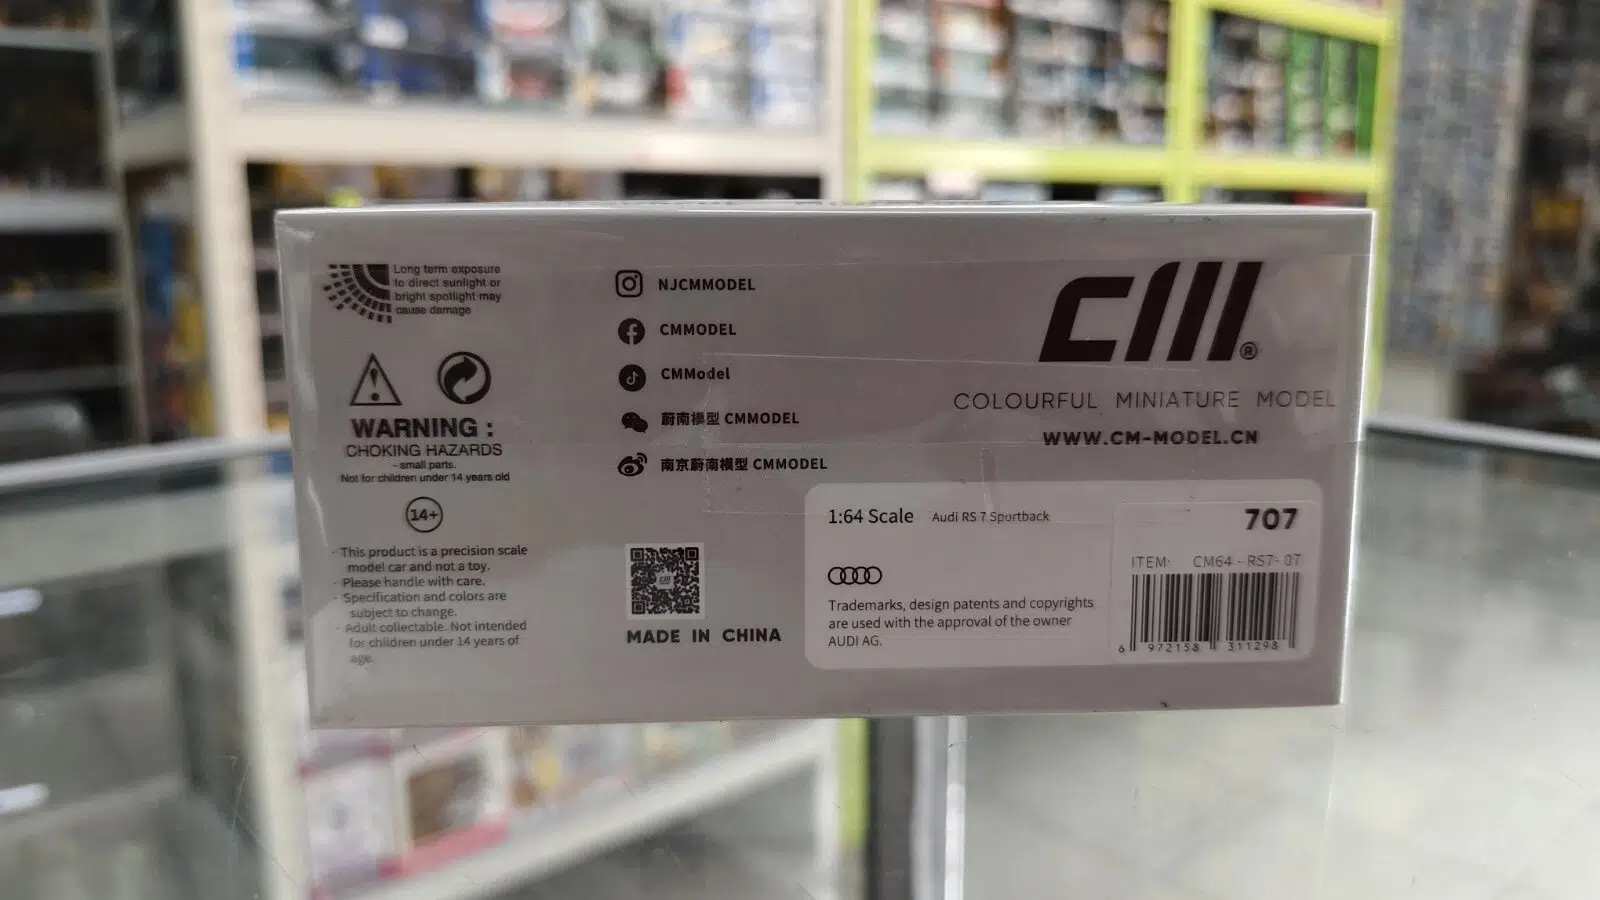 Long term exposure
to direct sunlight or
bright spotlight may
cause damage
WARNING :
CHOKING HAZARDS
- small parts.
Not for children under 14 years old
14+
· This product is a precision scale
model car and not a toy.
· Please handle with care.
· Specification and colors are
subject to change.
· Adult collectable. Not intended
for children under 14 years of
age.
NJCMMODEL
CMMODEL
CMModel
蔚南模型 CMMODEL
南京蔚南模型 CMMODEL
MADE IN CHINA
CM®
COLOURFUL MINIATURE MODEL
WWW.CM-MODEL.CN
1:64 Scale Audi RS 7 Sportback
Trademarks, design patents and copyrights
are used with the approval of the owner
AUDI AG.
707
ITEM: CM64-RS7-07
6 972158 311298